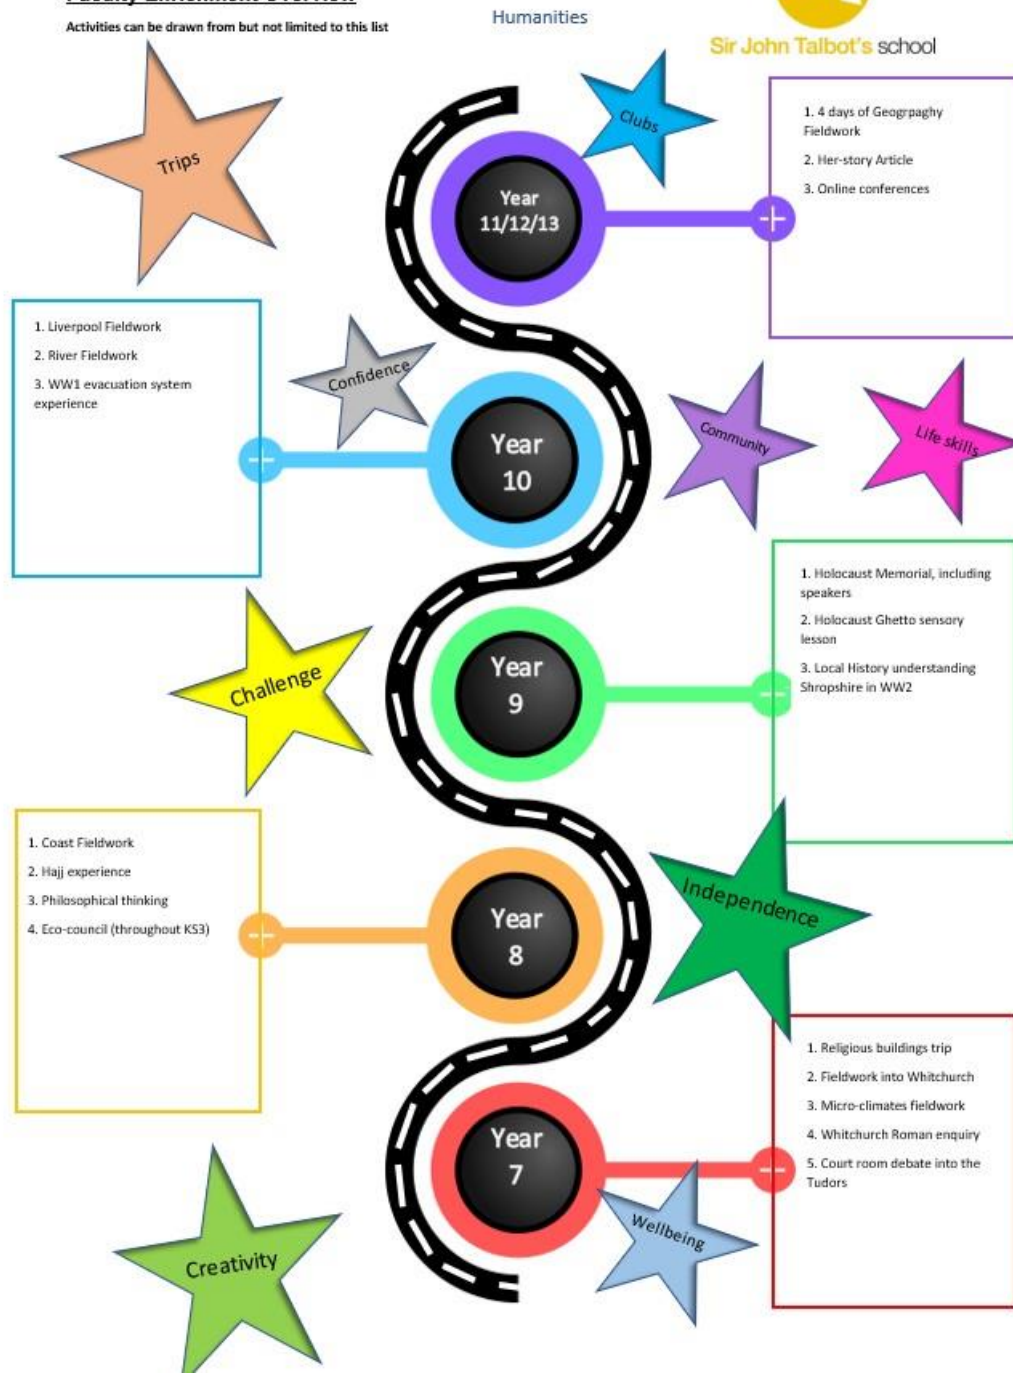 Faculty Enrichment Overview
Activities can be drawn from but not limited to this list
Humanities
Sir John Talbot's school
Trips
Clubs
Year
11/12/13
1. 4 days of Geogrpaghy
Fieldwork
2. Her-story Article
3. Online conferences
1. Liverpool Fieldwork
2. River Fieldwork
3. WW1 evacuation system
experience
Confidence
Year
10
Community
Life skills
1. Holocaust Memorial, including
speakers
2. Holocaust Ghetto sensory
lesson
3. Local History understanding
Shropshire in WW2
Year
9
Challenge
1. Coast Fieldwork
2. Hajj experience
3. Philosophical thinking
4. Eco-council (throughout KS3)
Year
8
Independence
1. Religious buildings trip
2. Fieldwork into Whitchurch
3. Micro-climates fieldwork
4. Whitchurch Roman enquiry
5. Court room debate into the
Tudors
Year
7
Wellbeing
Creativity